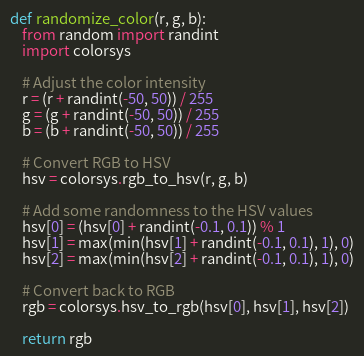 def randomize_color(r, g, b):
from random import randint
import colorsys
# Adjust the color intensity
r = (r + randint(-50, 50)) / 255
g = (g + randint(-50, 50)) / 255
b = (b + randint(-50, 50)) / 255
# Convert RGB to HSV
hsv = colorsys.rgb_to_hsv(r, g, b)
# Add some randomness to the HSV values
hsv[0] = (hsv[0] + randint(-0.1, 0.1)) % 1
hsv[1] = max(min(hsv[1] + randint(-0.1, 0.1), 1), 0)
hsv[2] = max(min(hsv[2] + randint(-0.1, 0.1), 1), 0)
# Convert back to RGB
rgb = colorsys.hsv_to_rgb(hsv[0], hsv[1], hsv[2])
return rgb